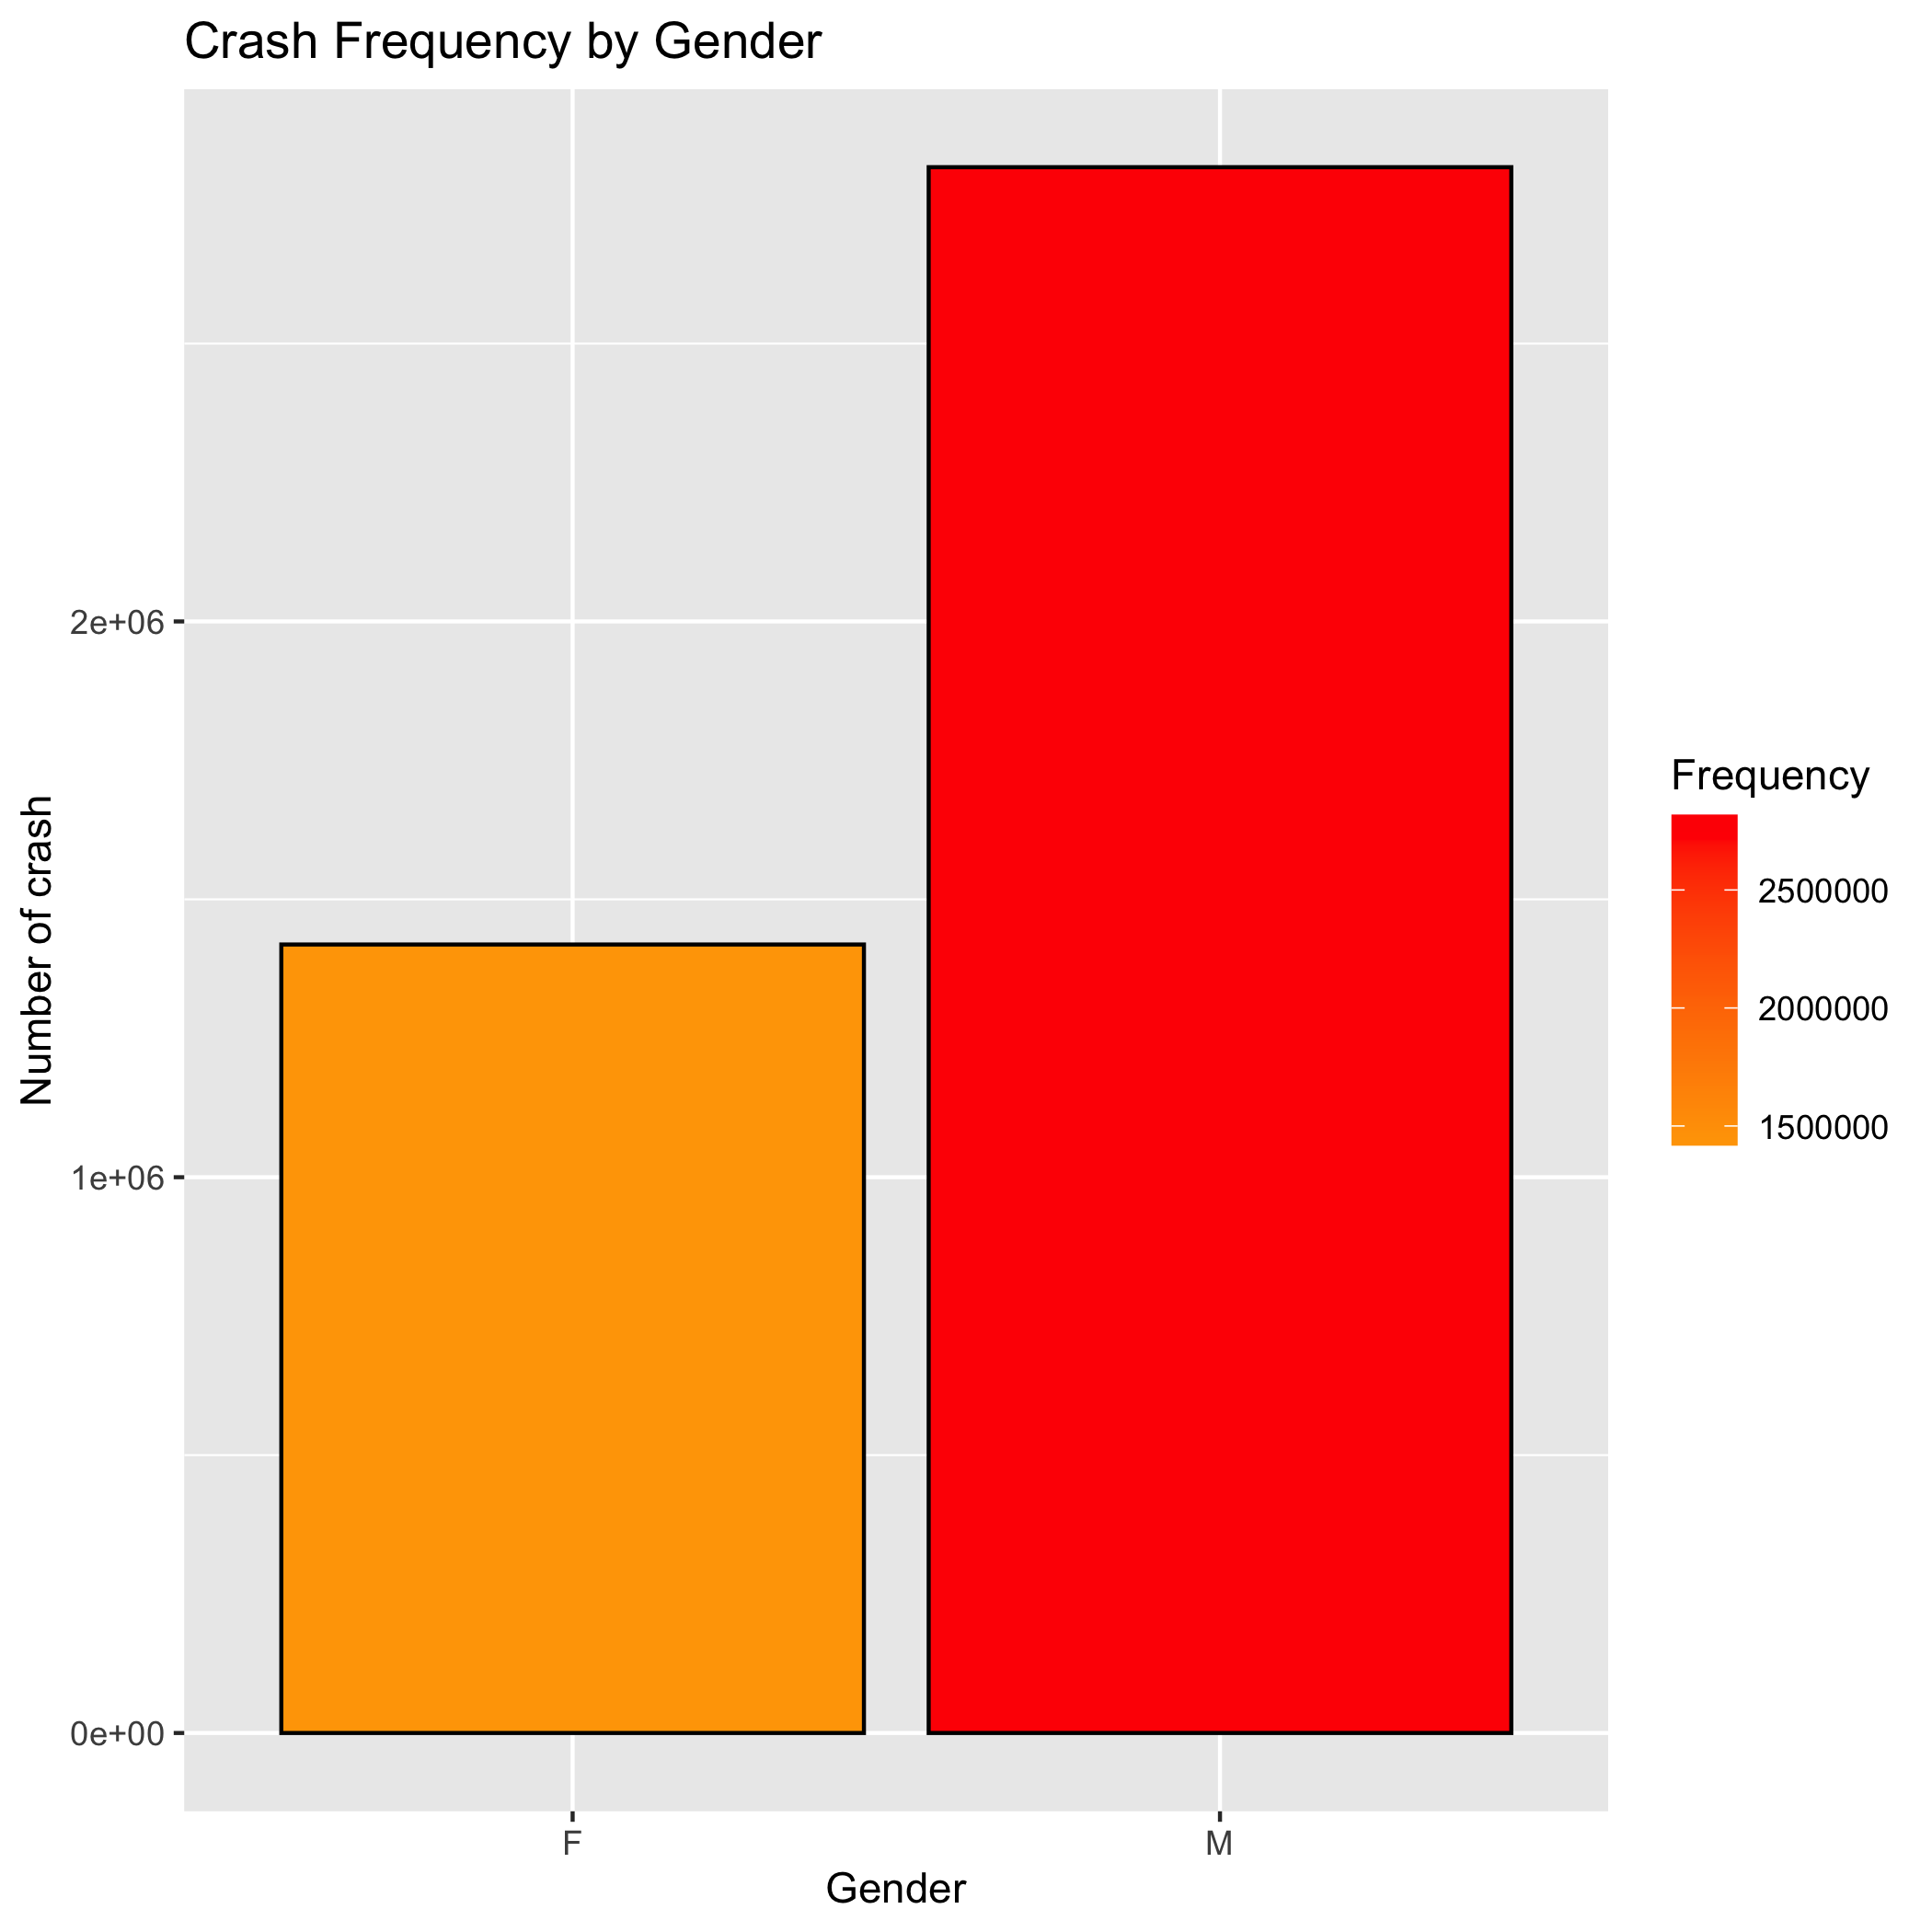 Crash Frequency by Gender
Number of crash
2e+06
1e+06
0e+00
F
M
Gender
Frequency
2500000
2000000
1500000